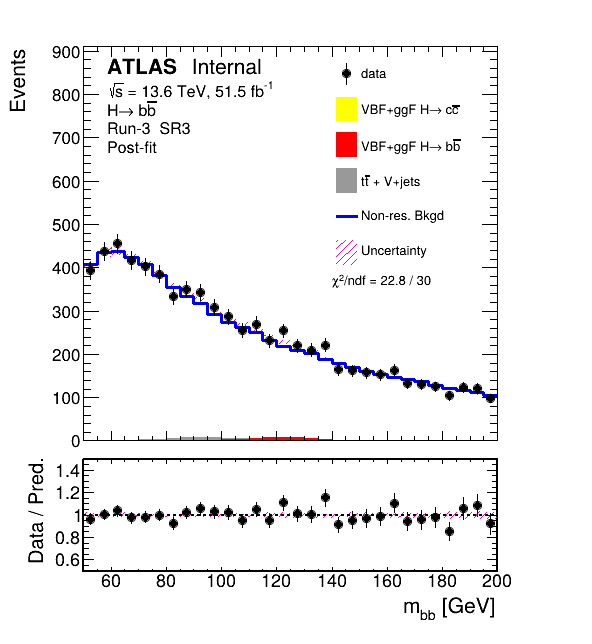 Events
900
800
700
600
500
400
300
200
100
0
ATLAS Internal
√s = 13.6 TeV, 51.5 fb⁻¹
H→ bb̅
Run-3 SR3
Post-fit
data
VBF+ggF H→ cc̅
VBF+ggF H→ bb̅
tt̅ + V+jets
Non-res. Bkgd
Uncertainty
χ²/ndf = 22.8 / 30
Data / Pred.
1.4
1.2
1
0.8
0.6
60 80 100 120 140 160 180 200
m_bb [GeV]